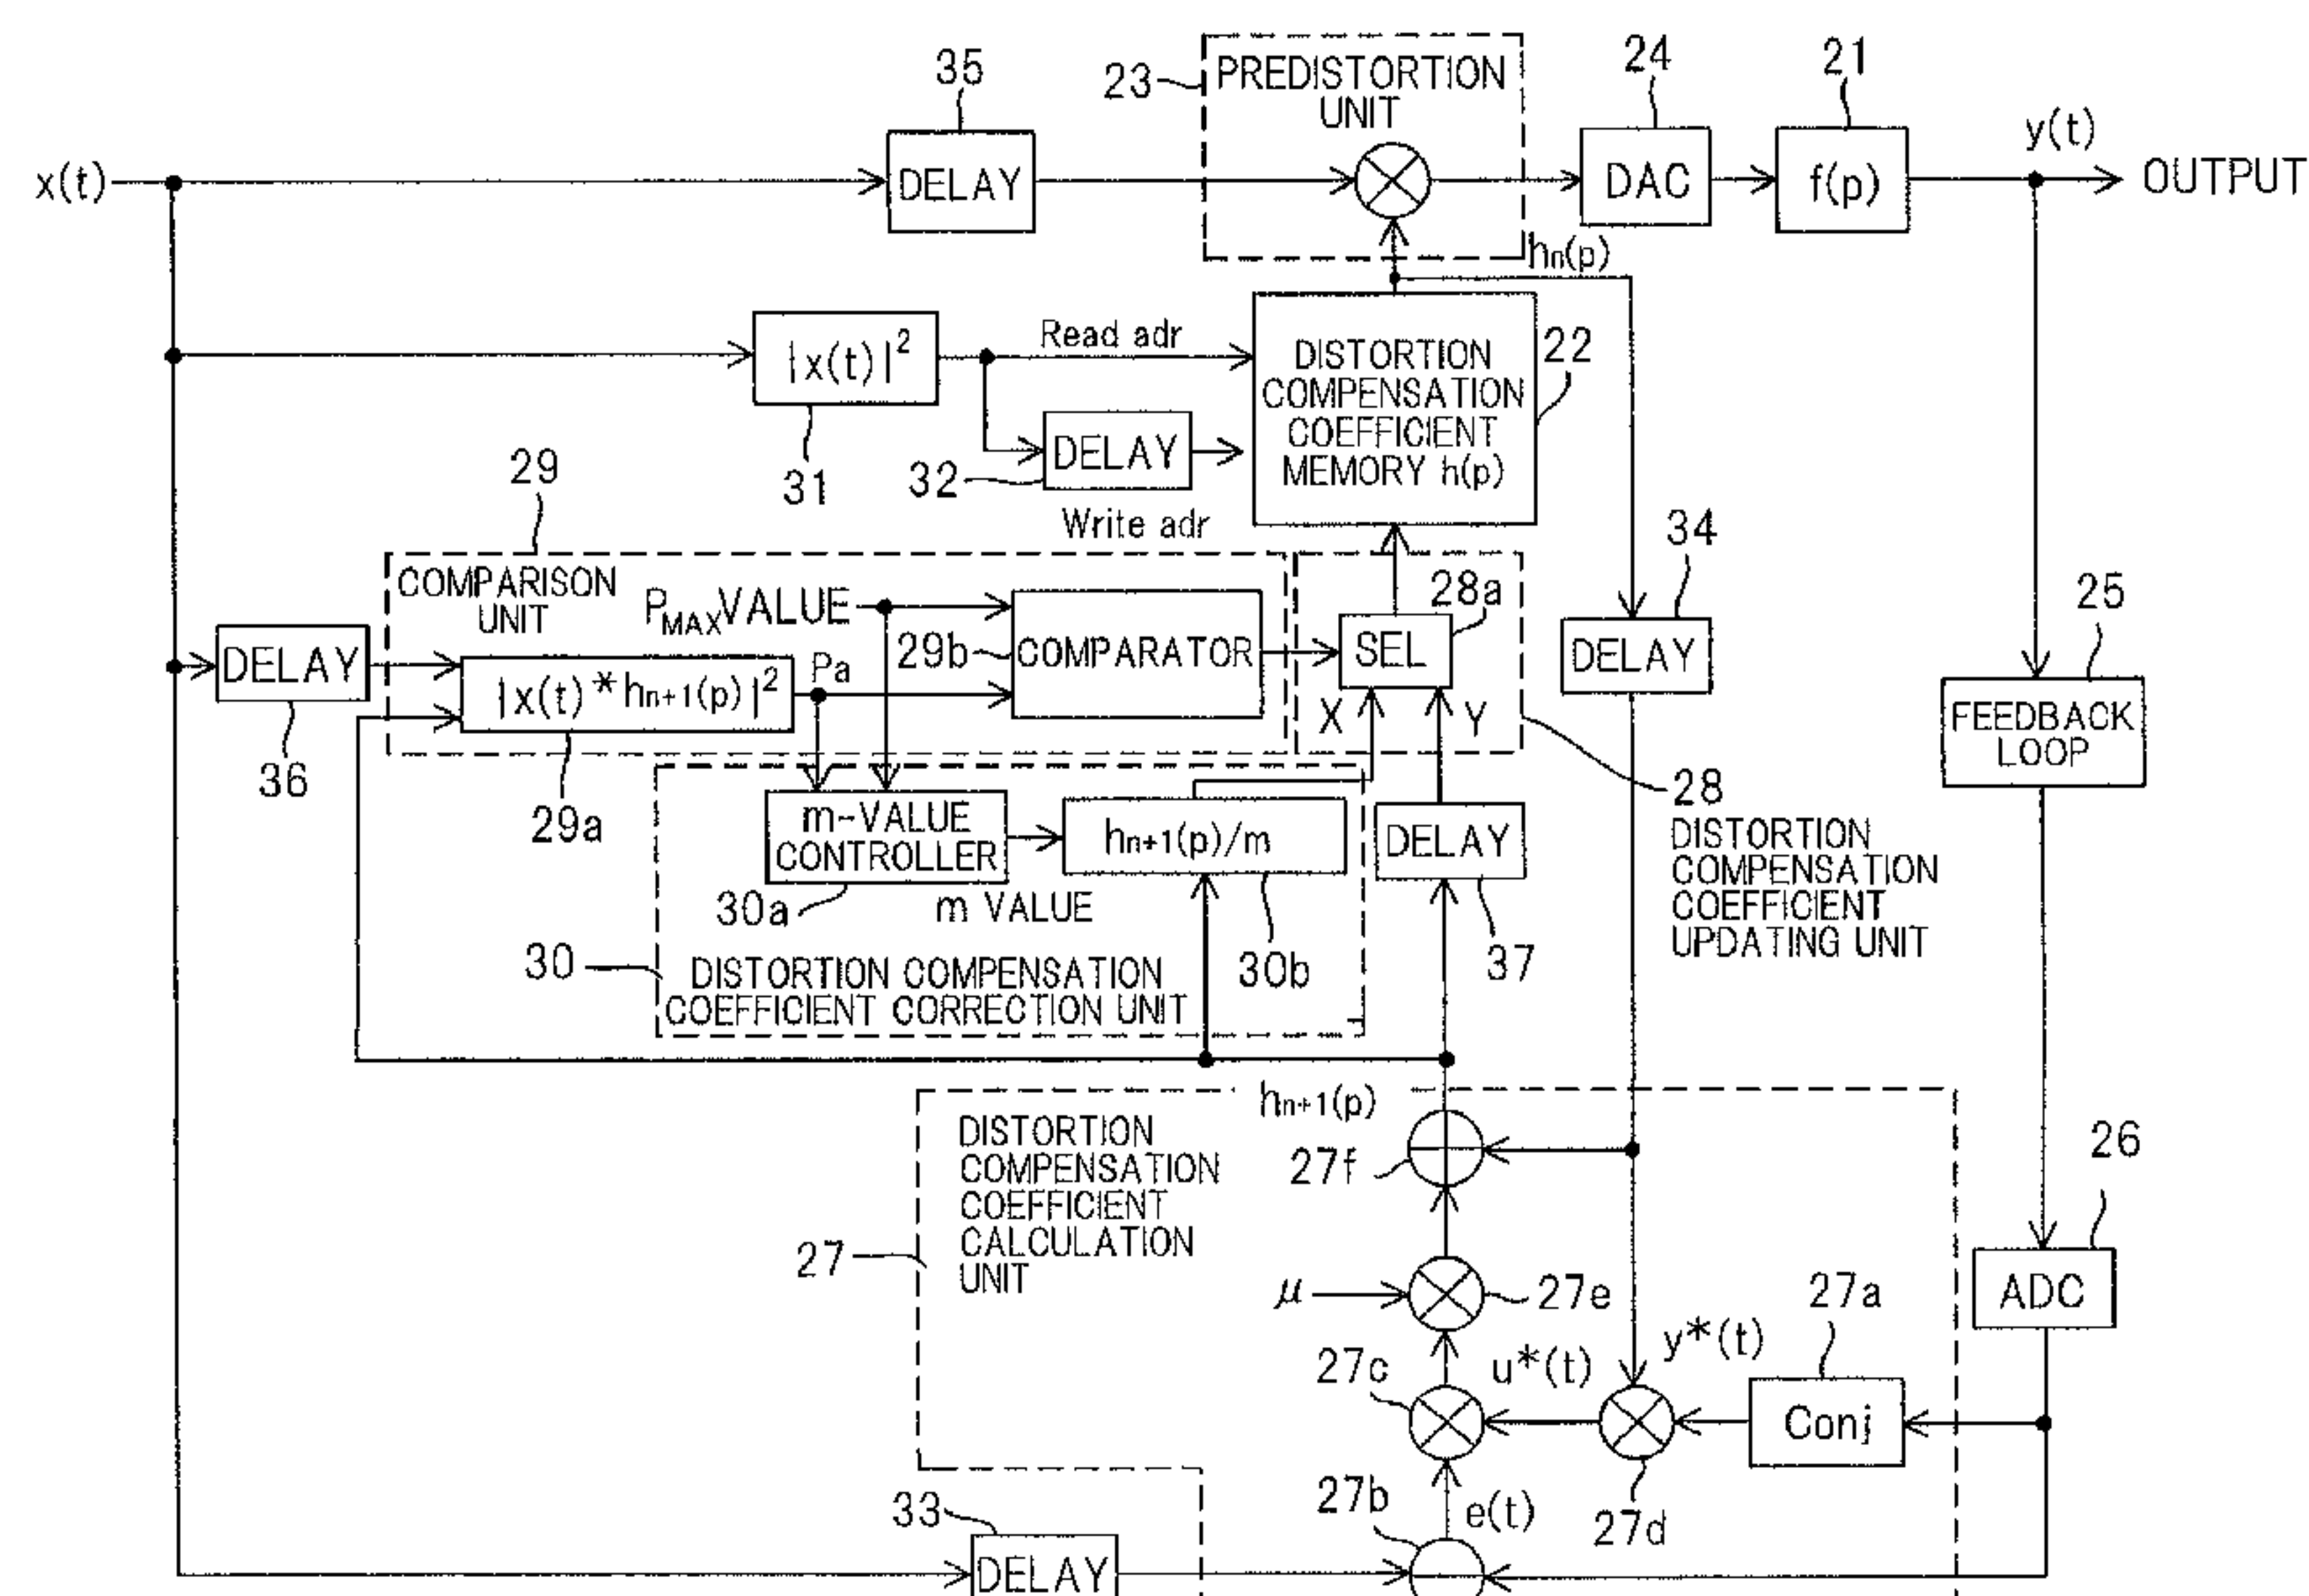 35
23
PREDISTORTION
UNIT
24
21
y(t)
x(t)
DELAY
DAC
f(p)
OUTPUT
hn(p)
|x(t)|²
Read adr
DISTORTION
COMPENSATION
COEFFICIENT
MEMORY h(p)
22
31
32
DELAY
Write adr
29
COMPARISON
UNIT
PMAX VALUE
29b
COMPARATOR
28a
SEL
34
DELAY
25
FEEDBACK
LOOP
DELAY
36
|x(t)*hn+1(p)|²
29a
Pa
X
Y
28
DISTORTION
COMPENSATION
COEFFICIENT
UPDATING UNIT
m-VALUE
CONTROLLER
30a
m VALUE
hn+1(p)/m
30b
DELAY
37
30
DISTORTION COMPENSATION
COEFFICIENT CORRECTION UNIT
hn+1(p)
DISTORTION
COMPENSATION
COEFFICIENT
CALCULATION
UNIT
27
27f
26
ADC
μ
27e
27a
y*(t)
u*(t)
27c
Conj
27d
27b
e(t)
33
DELAY